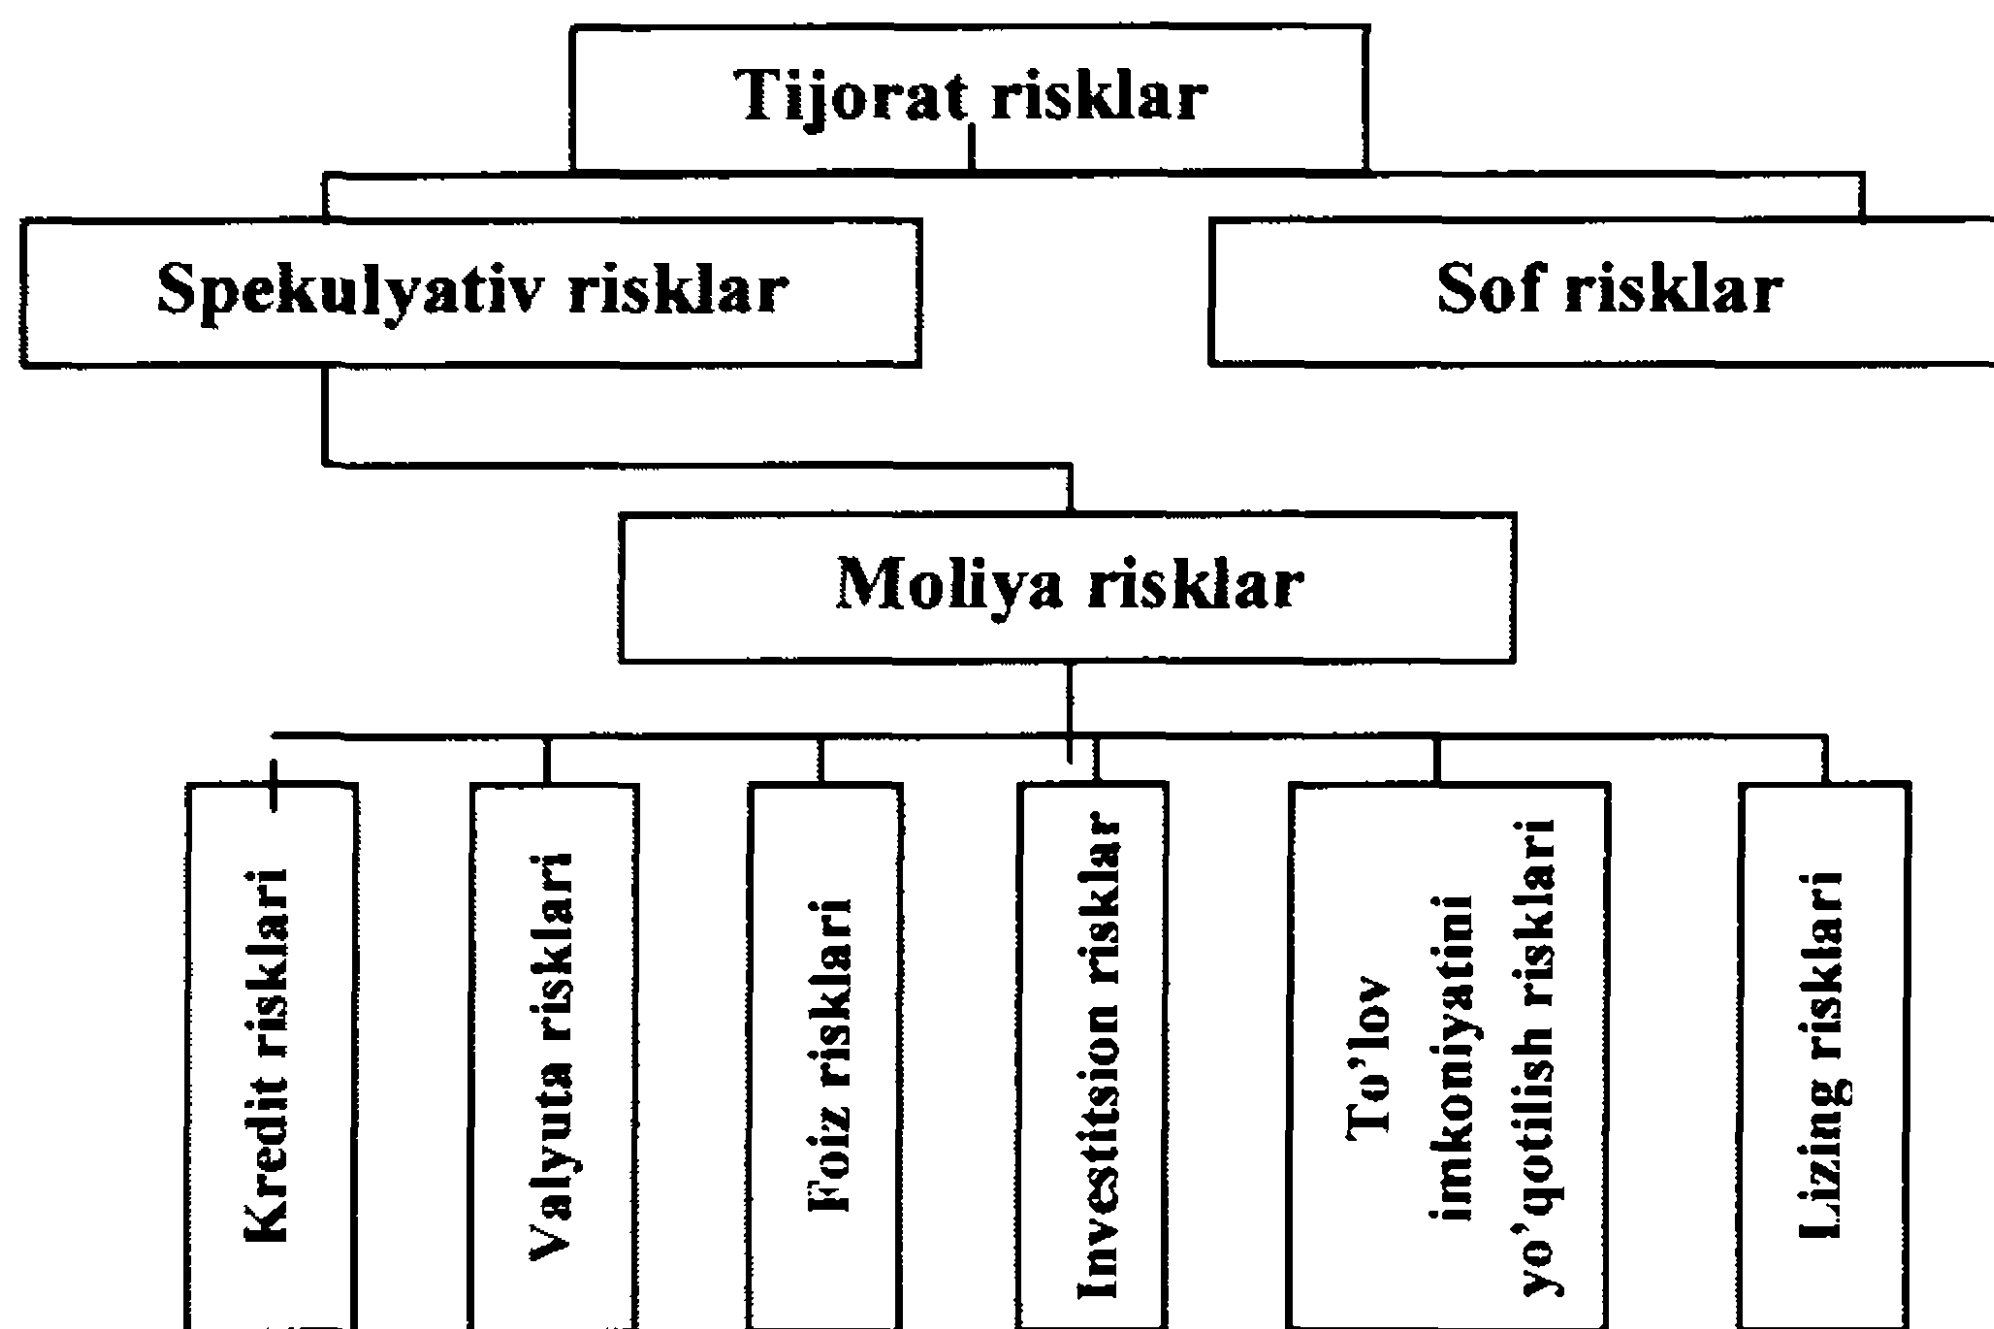 Tijorat risklar
Spekulyativ risklar
Sof risklar
Moliya risklar
Kredit risklari
Valyuta risklari
Foiz risklari
Investitsion risklar
To'lov
imkoniyatini
yo'qotilish risklari
Lizing risklari